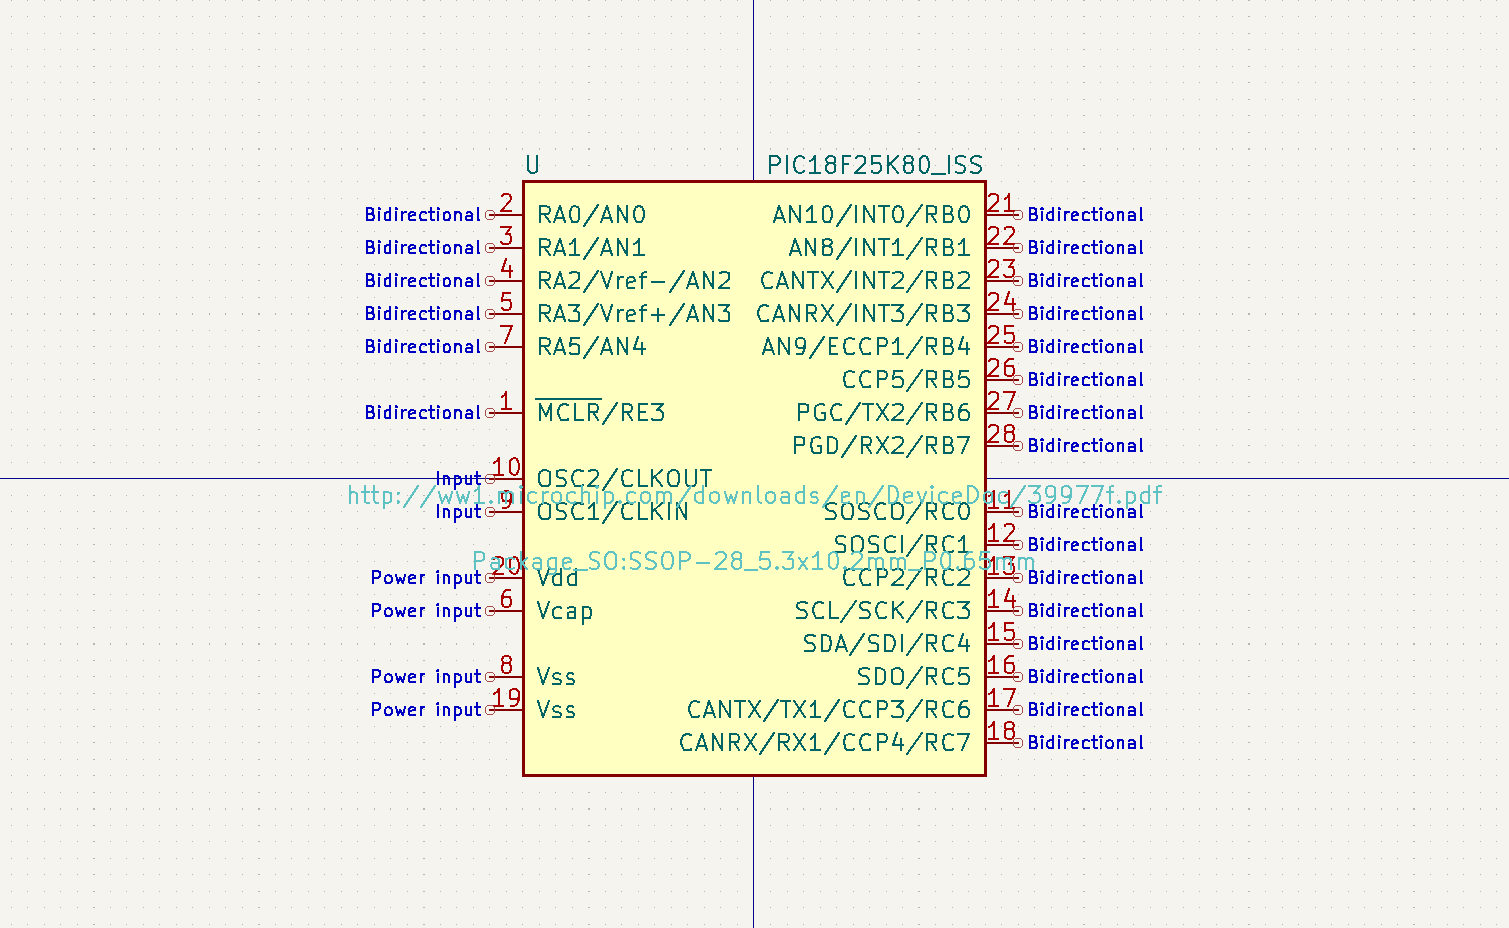 U PIC18F25K80_ISS
Bidirectional 2 RA0/AN0 AN10/INT0/RB0 21 Bidirectional
Bidirectional 3 RA1/AN1 AN8/INT1/RB1 22 Bidirectional
Bidirectional 4 RA2/Vref-/AN2 CANTX/INT2/RB2 23 Bidirectional
Bidirectional 5 RA3/Vref+/AN3 CANRX/INT3/RB3 24 Bidirectional
Bidirectional 7 RA5/AN4 AN9/ECCP1/RB4 25 Bidirectional
CCP5/RB5 26 Bidirectional
Bidirectional 1 MCLR/RE3 PGC/TX2/RB6 27 Bidirectional
PGD/RX2/RB7 28 Bidirectional
Input 10 OSC2/CLKOUT
http://ww1.microchip.com/downloads/en/DeviceDoc/39977f.pdf
Input 9 OSC1/CLKIN SOSCO/RC0 11 Bidirectional
SOSCI/RC1 12 Bidirectional
Package_SO:SSOP-28_5.3x10.2mm_P0.65mm
Power input 20 Vdd CCP2/RC2 13 Bidirectional
Power input 6 Vcap SCL/SCK/RC3 14 Bidirectional
SDA/SDI/RC4 15 Bidirectional
Power input 8 Vss SDO/RC5 16 Bidirectional
Power input 19 Vss CANTX/TX1/CCP3/RC6 17 Bidirectional
CANRX/RX1/CCP4/RC7 18 Bidirectional